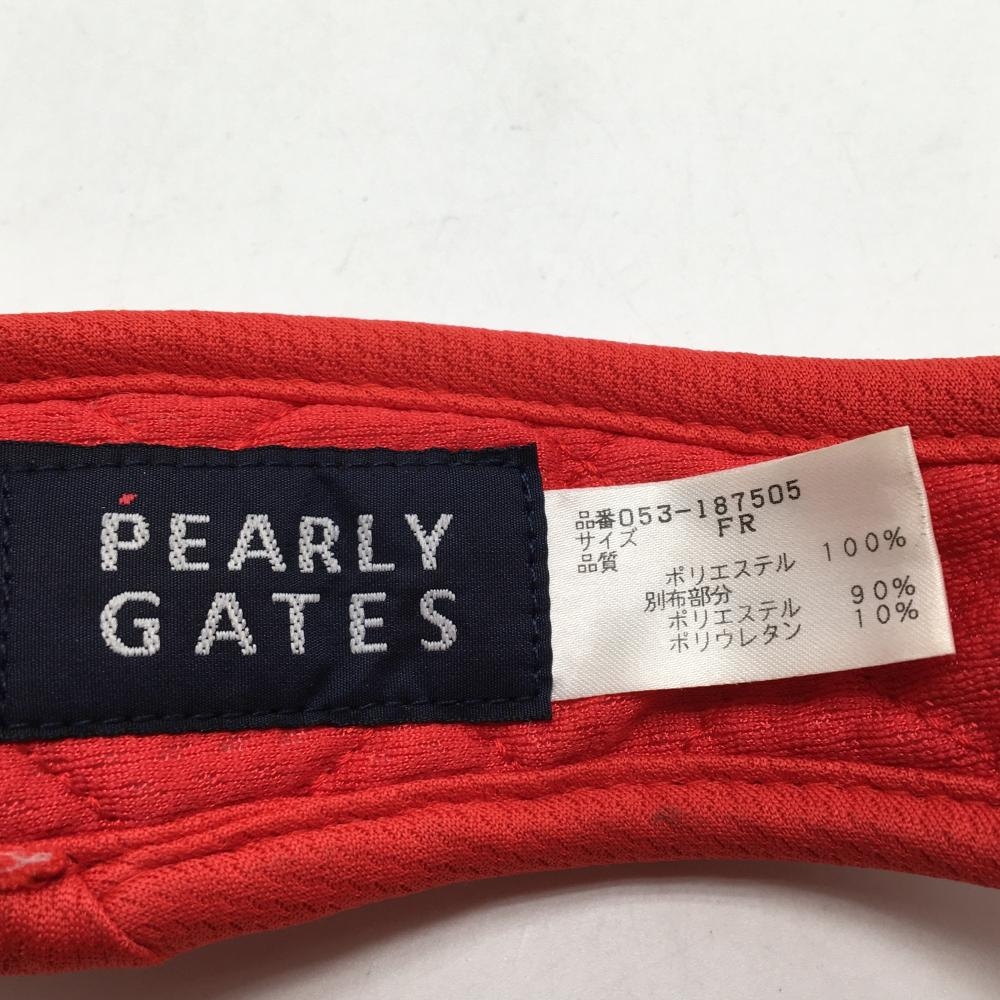 PEARLY
GATES
品番053-187505
サイズ FR
品質
ポリエステル 100%
別布部分
ポリエステル 90%
ポリウレタン 10%